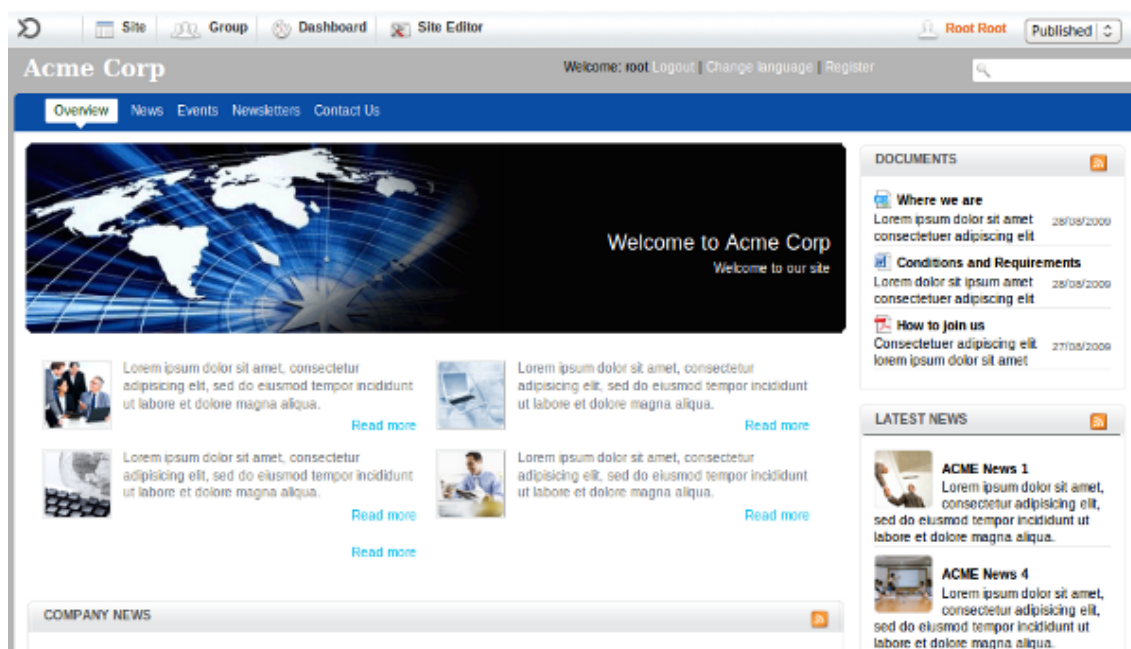 Site Group Dashboard Site Editor Root Root Published
Acme Corp Welcome: root Logout | Change language | Register
Overview News Events Newsletters Contact Us
Welcome to Acme Corp
Welcome to our site
Lorem ipsum dolor sit amet, consectetur
adipisicing elit, sed do eiusmod tempor incididunt
ut labore et dolore magna aliqua.
Read more
Lorem ipsum dolor sit amet, consectetur
adipisicing elit, sed do eiusmod tempor incididunt
ut labore et dolore magna aliqua.
Read more
Lorem ipsum dolor sit amet, consectetur
adipisicing elit, sed do eiusmod tempor incididunt
ut labore et dolore magna aliqua.
Read more
Lorem ipsum dolor sit amet, consectetur
adipisicing elit, sed do eiusmod tempor incididunt
ut labore et dolore magna aliqua.
Read more
Read more
COMPANY NEWS
DOCUMENTS
Where we are
Lorem ipsum dolor sit amet 28/08/2009
consectetuer adipiscing elit
Conditions and Requirements
Lorem dolor sit ipsum amet 28/08/2009
consectetuer adipiscing elit
How to join us
Consectetuer adipiscing elit 27/08/2009
lorem ipsum dolor sit amet
LATEST NEWS
ACME News 1
Lorem ipsum dolor sit amet,
consectetur adipisicing elit,
sed do eiusmod tempor incididunt ut
labore et dolore magna aliqua.
ACME News 4
Lorem ipsum dolor sit amet,
consectetur adipisicing elit,
sed do eiusmod tempor incididunt ut
labore et dolore magna aliqua.